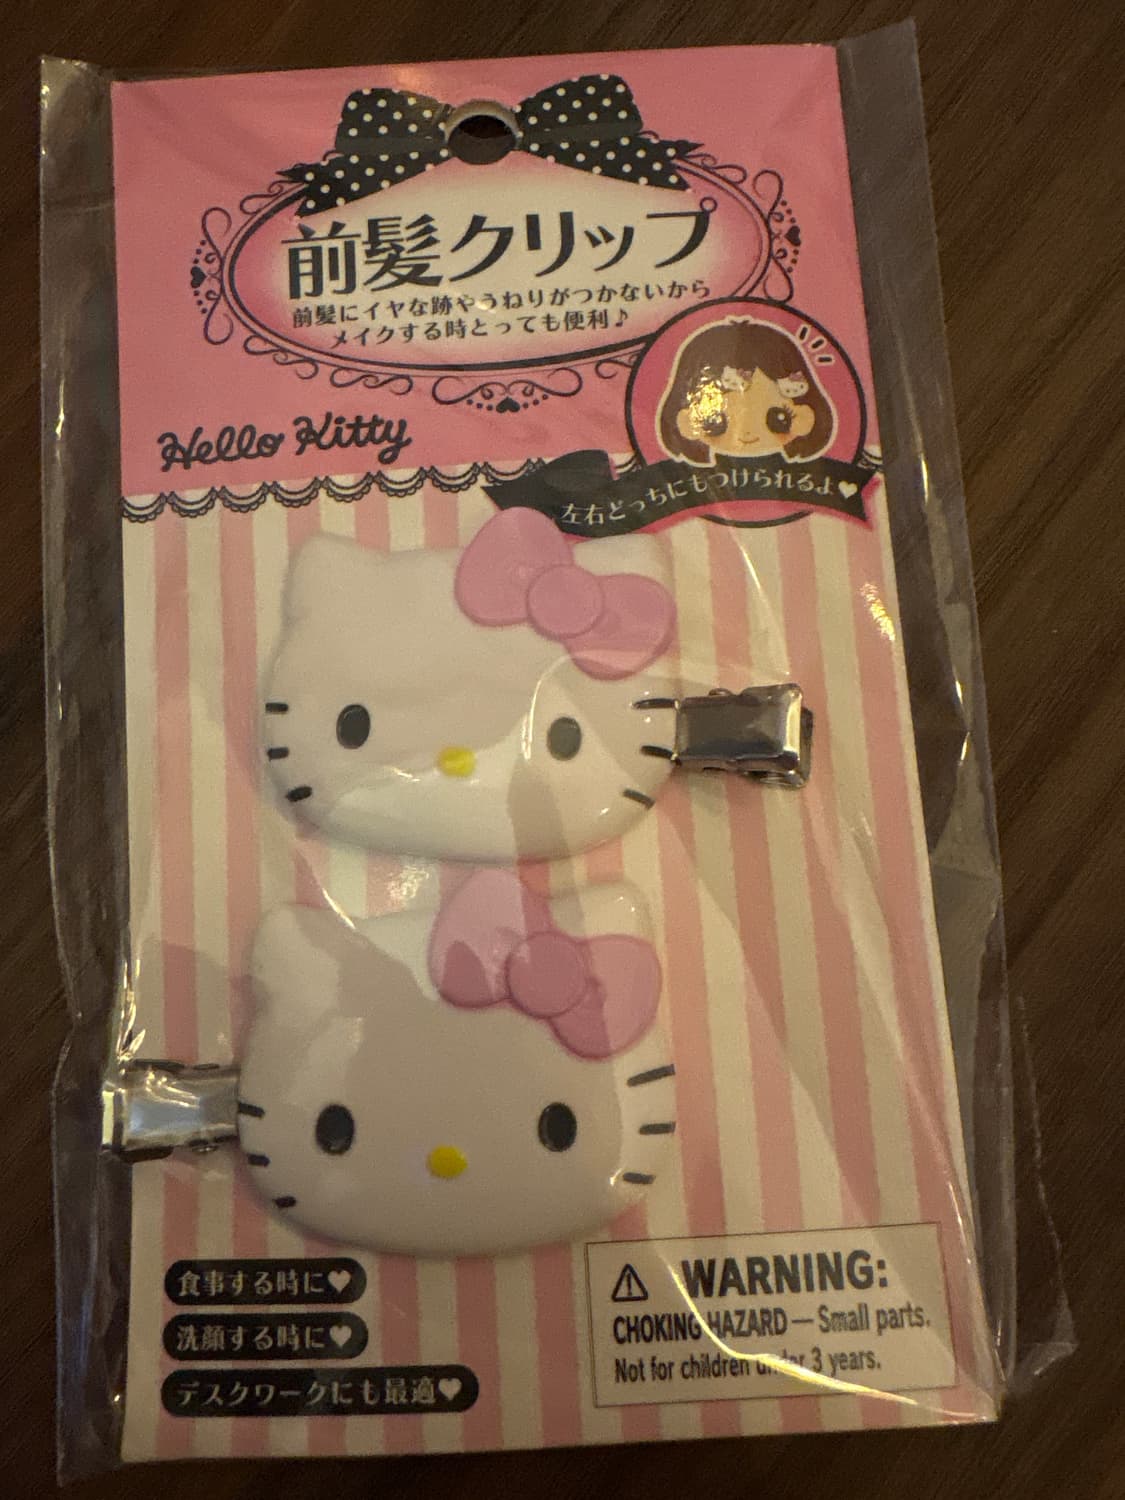 前髪クリップ
前髪にイヤな跡やうねりがつかないから
メイクする時とっても便利♪
Hello Kitty
左右どっちにもつけられるよ♥
食事する時に♥
洗顔する時に♥
デスクワークにも最適♥
⚠ WARNING:
CHOKING HAZARD — Small parts.
Not for children under 3 years.